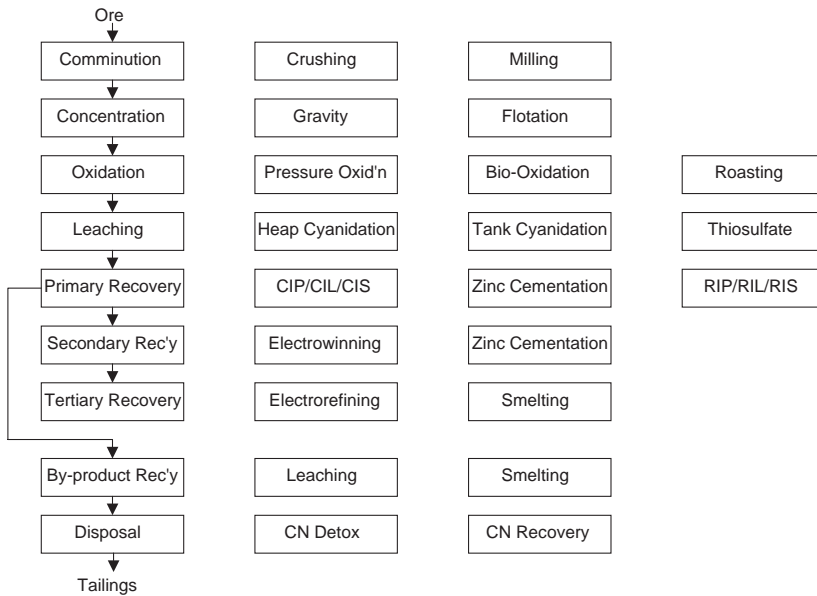 Ore
Comminution Crushing Milling
Concentration Gravity Flotation
Oxidation Pressure Oxid'n Bio-Oxidation Roasting
Leaching Heap Cyanidation Tank Cyanidation Thiosulfate
Primary Recovery CIP/CIL/CIS Zinc Cementation RIP/RIL/RIS
Secondary Rec'y Electrowinning Zinc Cementation
Tertiary Recovery Electrorefining Smelting
By-product Rec'y Leaching Smelting
Disposal CN Detox CN Recovery
Tailings